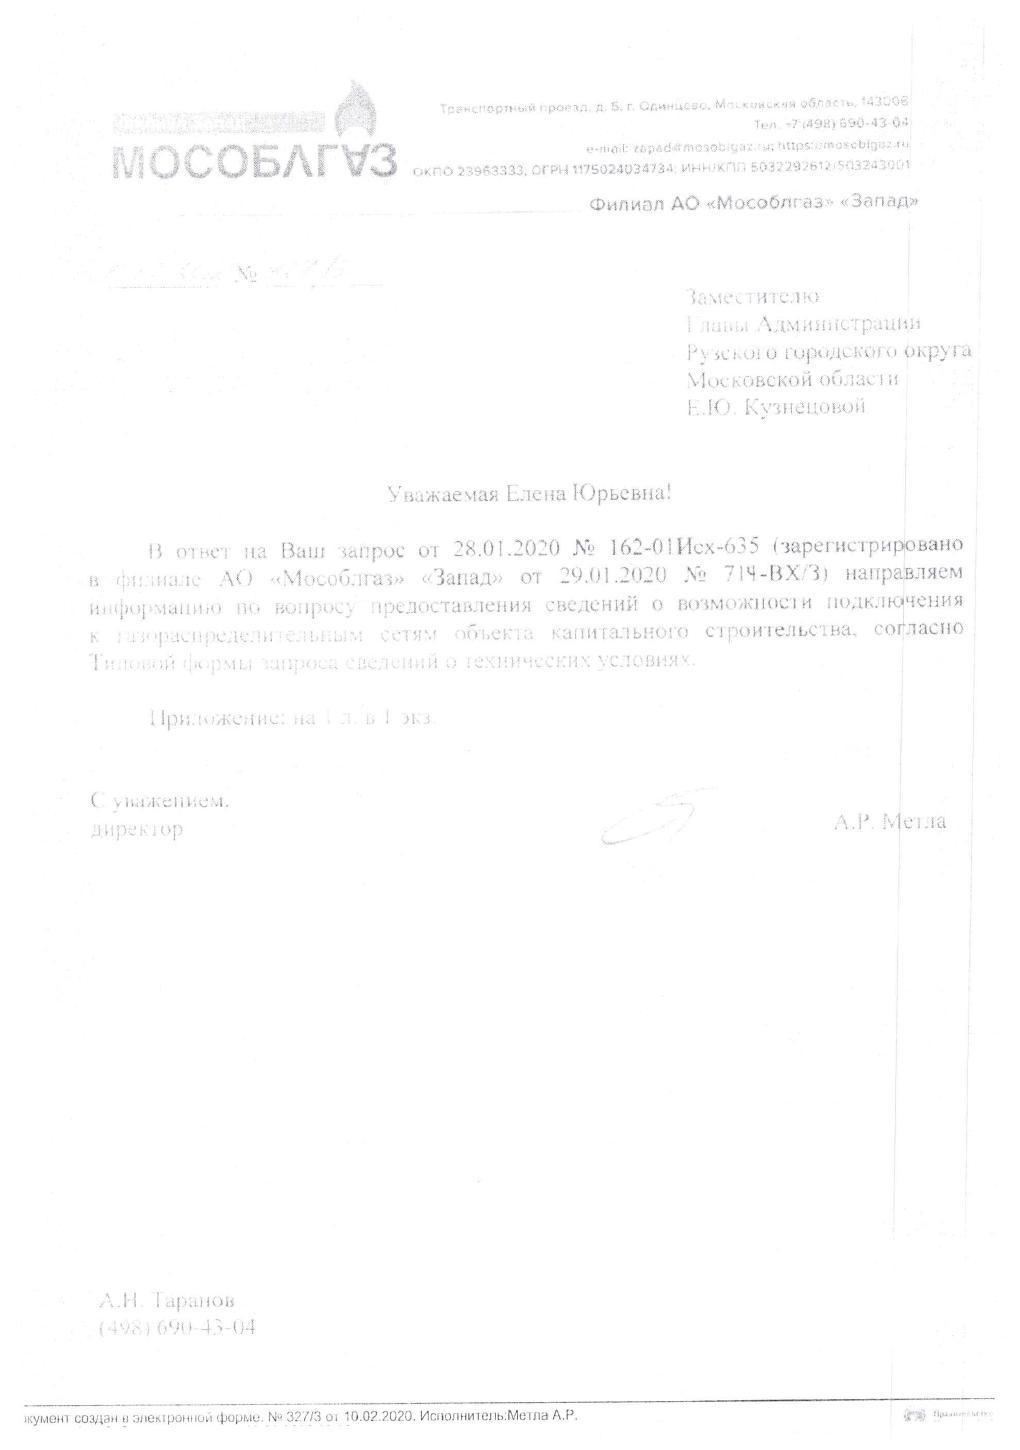 Транспортный проезд, д. 5, г. Одинцово, Московская область, 143006
Тел. +7 (498) 690-43-04
e-mail: zapad@mosoblgaz.ru; https://mosoblgaz.ru
МОСОБЛГАЗ
ОКПО 23963333, ОГРН 1175024034734; ИНН/КПП 5032292612/503243001
Филиал АО «Мособлгаз» «Запад»
№
Заместителю
Главы Администрации
Рузского городского округа
Московской области
Е.Ю. Кузнецовой
Уважаемая Елена Юрьевна!
В ответ на Ваш запрос от 28.01.2020 № 162-01Исх-635 (зарегистрировано
в филиале АО «Мособлгаз» «Запад» от 29.01.2020 № 714-ВХ/З) направляем
информацию по вопросу предоставления сведений о возможности подключения
к газораспределительным сетям объекта капитального строительства, согласно
Типовой формы запроса сведений о технических условиях.
Приложение: на 1 л. в 1 экз.
С уважением,
директор
А.Р. Метла
А.Н. Таранов
(498) 690-43-04
кумент создан в электронной форме. № 327/3 от 10.02.2020. Исполнитель:Метла А.Р.
Правительство